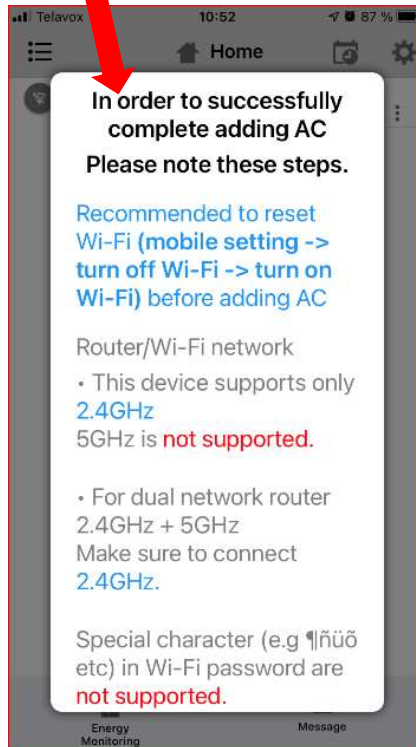 Telavox 10:52 87 %
Home
In order to successfully
complete adding AC
Please note these steps.
Recommended to reset
Wi-Fi (mobile setting ->
turn off Wi-Fi -> turn on
Wi-Fi) before adding AC
Router/Wi-Fi network
• This device supports only
2.4GHz
5GHz is not supported.
• For dual network router
2.4GHz + 5GHz
Make sure to connect
2.4GHz.
Special character (e.g ¶ñüõ
etc) in Wi-Fi password are
not supported.
Energy Message
Monitoring